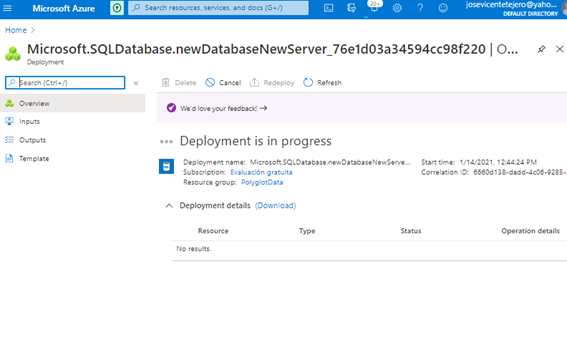 Microsoft Azure
Search resources, services, and docs (G+/)
20+
josevicentetejero@yaho...
DEFAULT DIRECTORY
Home >
Microsoft.SQLDatabase.newDatabaseNewServer_76e1d03a34594cc98f220 | O...
Deployment
Search (Ctrl+/)
«
Delete Cancel Redeploy Refresh
Overview
Inputs
Outputs
Template
We'd love your feedback! →
Deployment is in progress
Deployment name: Microsoft.SQLDatabase.newDatabaseNewServe... Start time: 1/14/2021, 12:44:24 PM
Subscription: Evaluación gratuita Correlation ID: 6660d138-dadd-4c06-9285-
Resource group: PolyglotData
Deployment details (Download)
Resource Type Status Operation details
No results.